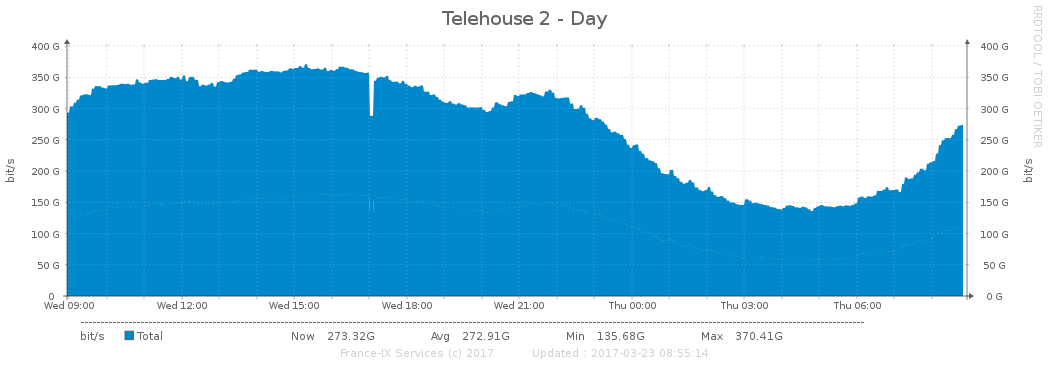 Telehouse 2 - Day
RRDTOOL / TOBI OETIKER
bit/s
400 G 400 G
350 G 350 G
300 G 300 G
250 G 250 G
200 G 200 G
150 G 150 G
100 G 100 G
50 G 50 G
0 0 G
bit/s
Wed 09:00 Wed 12:00 Wed 15:00 Wed 18:00 Wed 21:00 Thu 00:00 Thu 03:00 Thu 06:00
bit/s Total Now 273.32G Avg 272.91G Min 135.68G Max 370.41G
France-IX Services (c) 2017 Updated : 2017-03-23 08:55:14